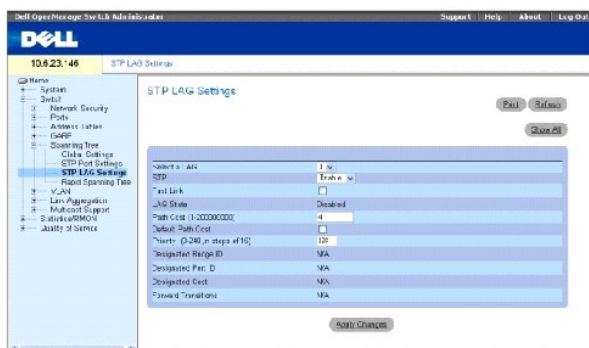 Dell OpenManage Switch Administrator
Support Help About Log Out
DELL
10.6.23.146
STP LAG Settings
Home
System
Switch
Network Security
Ports
Address Tables
GARP
Spanning Tree
Global Settings
STP Port Settings
STP LAG Settings
Rapid Spanning Tree
VLAN
Link Aggregation
Multicast Support
Statistics/RMON
Quality of Service
STP LAG Settings
Print Refresh
Show All
Select a LAG 1
STP Enable
Fast Link
LAG State Disabled
Path Cost (1-200000000) 4
Default Path Cost
Priority (0-240, in steps of 16) 128
Designated Bridge ID N/A
Designated Port ID N/A
Designated Cost N/A
Forward Transitions N/A
Apply Changes